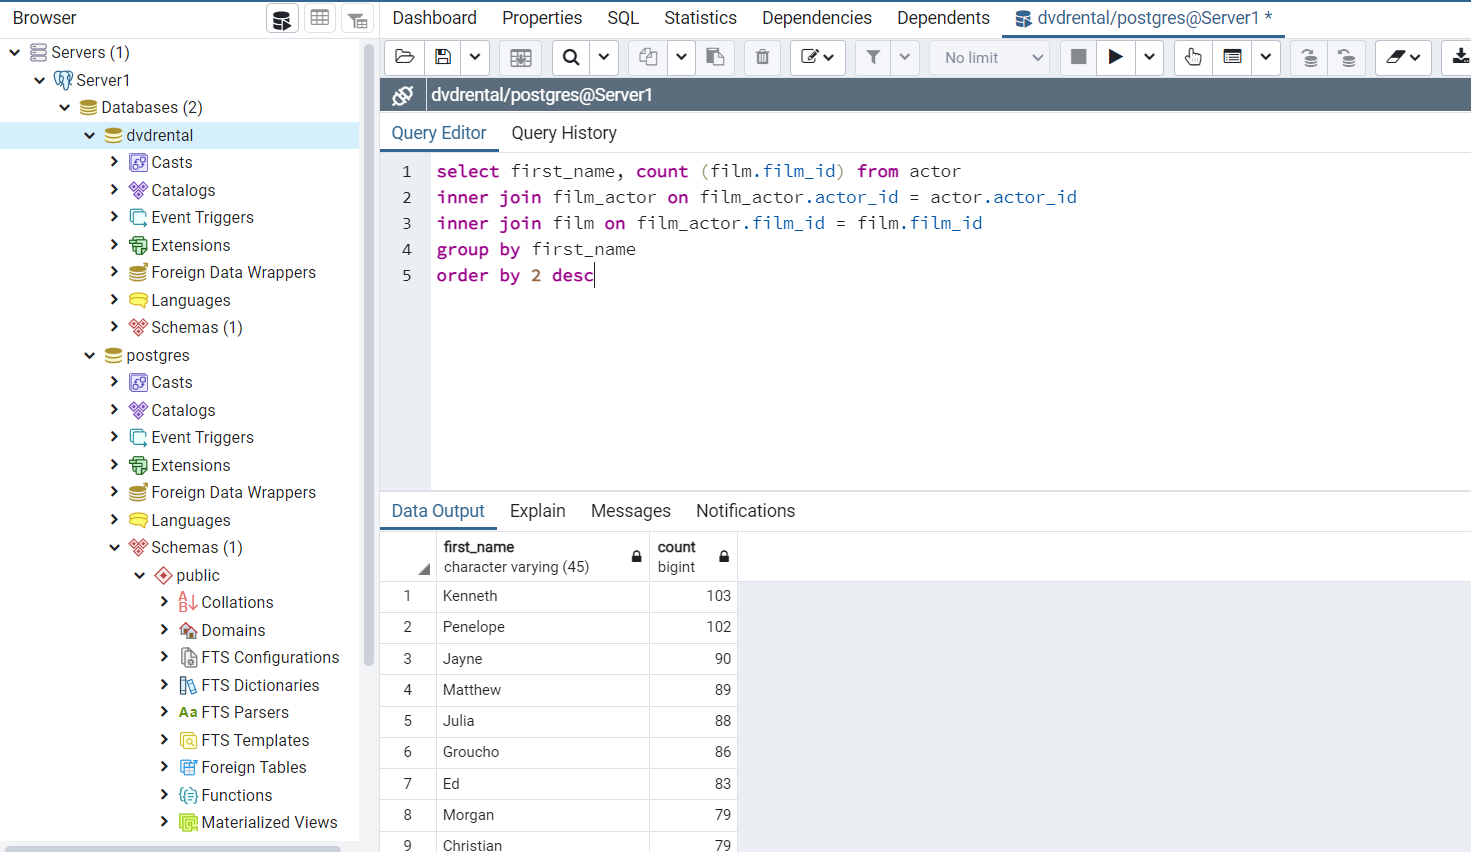 Browser
Dashboard Properties SQL Statistics Dependencies Dependents dvdrental/postgres@Server1 *
No limit
Servers (1)
Server1
Databases (2)
dvdrental
Casts
Catalogs
Event Triggers
Extensions
Foreign Data Wrappers
Languages
Schemas (1)
postgres
Casts
Catalogs
Event Triggers
Extensions
Foreign Data Wrappers
Languages
Schemas (1)
public
Collations
Domains
FTS Configurations
FTS Dictionaries
Aa FTS Parsers
FTS Templates
Foreign Tables
Functions
Materialized Views
dvdrental/postgres@Server1
Query Editor Query History
1 select first_name, count (film.film_id) from actor
2 inner join film_actor on film_actor.actor_id = actor.actor_id
3 inner join film on film_actor.film_id = film.film_id
4 group by first_name
5 order by 2 desc
Data Output Explain Messages Notifications
first_name count
character varying (45) bigint
1 Kenneth 103
2 Penelope 102
3 Jayne 90
4 Matthew 89
5 Julia 88
6 Groucho 86
7 Ed 83
8 Morgan 79
9 Christian 79